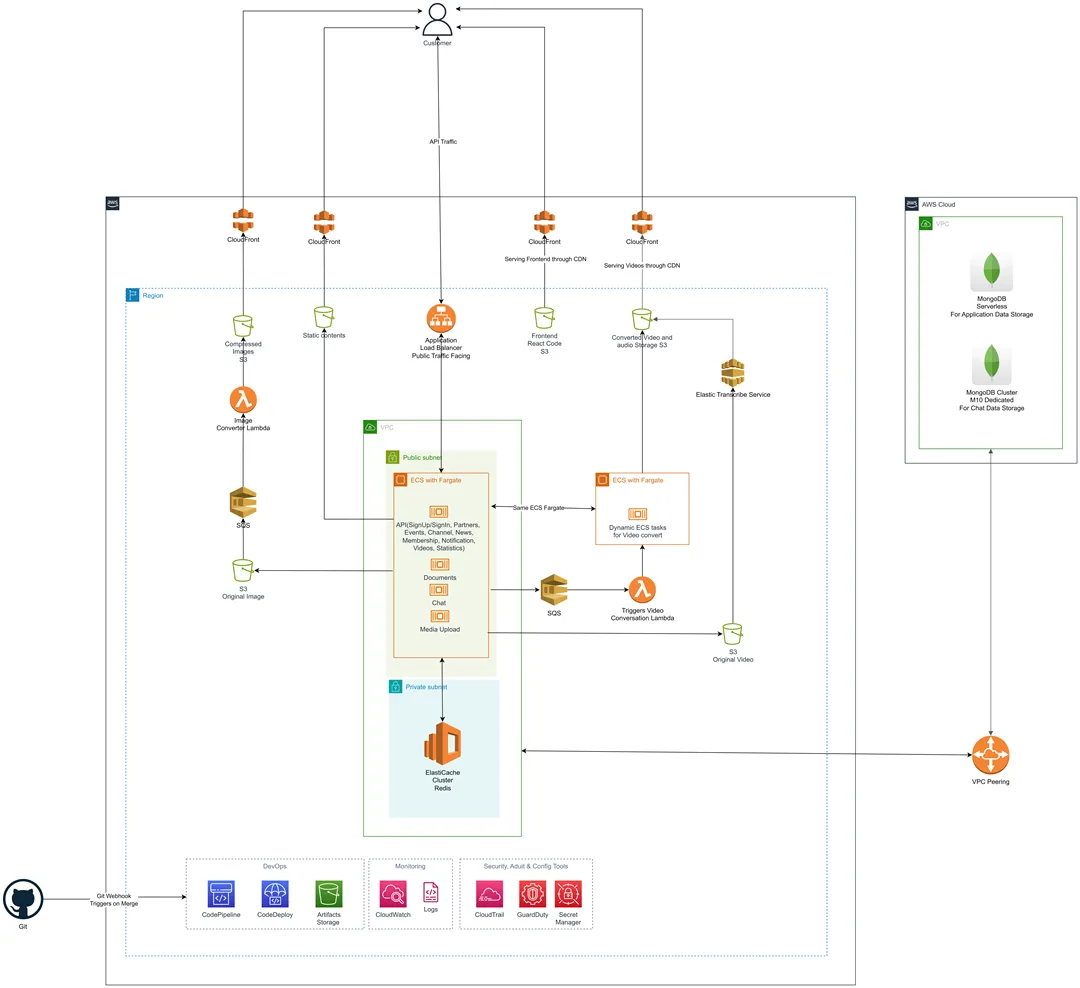 Customer
API Traffic
aws
CloudFront
CloudFront
CloudFront
CloudFront
Serving Frontend through CDN
Serving Videos through CDN
aws
AWS Cloud
VPC
MongoDB
Serverless
For Application Data Storage
MongoDB Cluster
M10 Dedicated
For Chat Data Storage
Region
Compressed
Images
S3
Static contents
Application
Load Balancer
Public Traffic Facing
Frontend
React Code
S3
Converted Video and
audio Storage S3
Elastic Transcribe Service
Image
Converter Lambda
SQS
S3
Original Image
VPC
Public subnet
ECS with Fargate
API(SignUp/SignIn, Partners,
Events, Channel, News,
Membership, Notification,
Videos, Statistics)
Documents
Chat
Media Upload
Same ECS Fargate
ECS with Fargate
Dynamic ECS tasks
for Video convert
SQS
Triggers Video
Conversation Lambda
S3
Original Video
Private subnet
ElastiCache
Cluster
Redis
VPC Peering
Git
Git Webhook
Triggers on Merge
DevOps
CodePipeline
CodeDeploy
Artifacts
Storage
Monitoring
CloudWatch
Logs
Security, Aduit & Config Tools
CloudTrail
GuardDuty
Secret
Manager